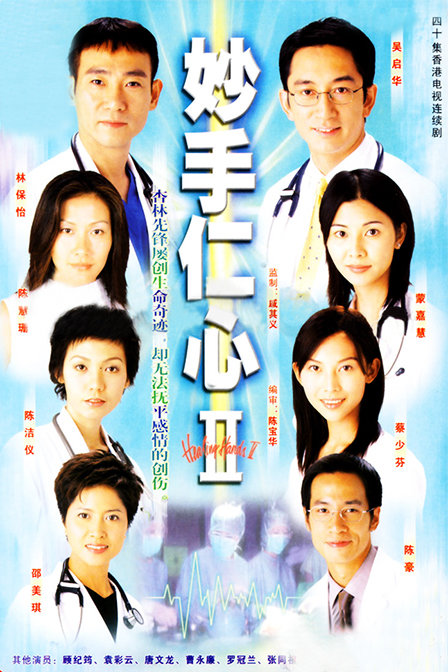 四十集香港电视连续剧
妙手仁心II
Healing Hands II
吴启华
林保怡
陈慧珊
蒙嘉慧
杏林先锋屡创生命奇迹，却无法抚平感情的创伤。
监制：戚其义
编审：陈宝华
陈洁仪
蔡少芬
邵美琪
陈豪
其他演员：顾纪筠、袁彩云、唐文龙、曹永廉、罗冠兰、张同